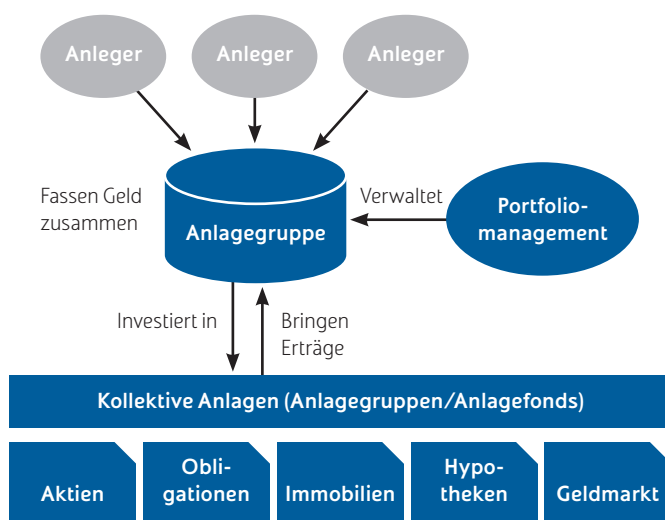 Anleger
Anleger
Anleger
Fassen Geld
zusammen
Anlagegruppe
Verwaltet
Portfolio-
management
Investiert in
Bringen
Erträge
Kollektive Anlagen (Anlagegruppen/Anlagefonds)
Aktien
Obli-
gationen
Immobilien
Hypo-
theken
Geldmarkt